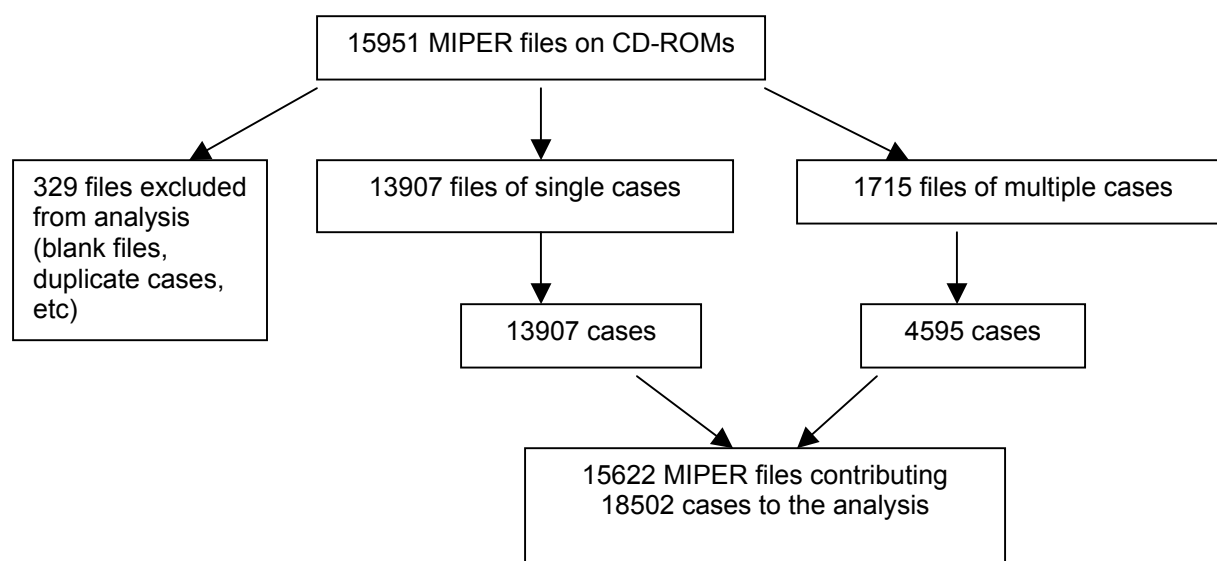 15951 MIPER files on CD-ROMs
329 files excluded
from analysis
(blank files,
duplicate cases,
etc)
13907 files of single cases
1715 files of multiple cases
13907 cases
4595 cases
15622 MIPER files contributing
18502 cases to the analysis